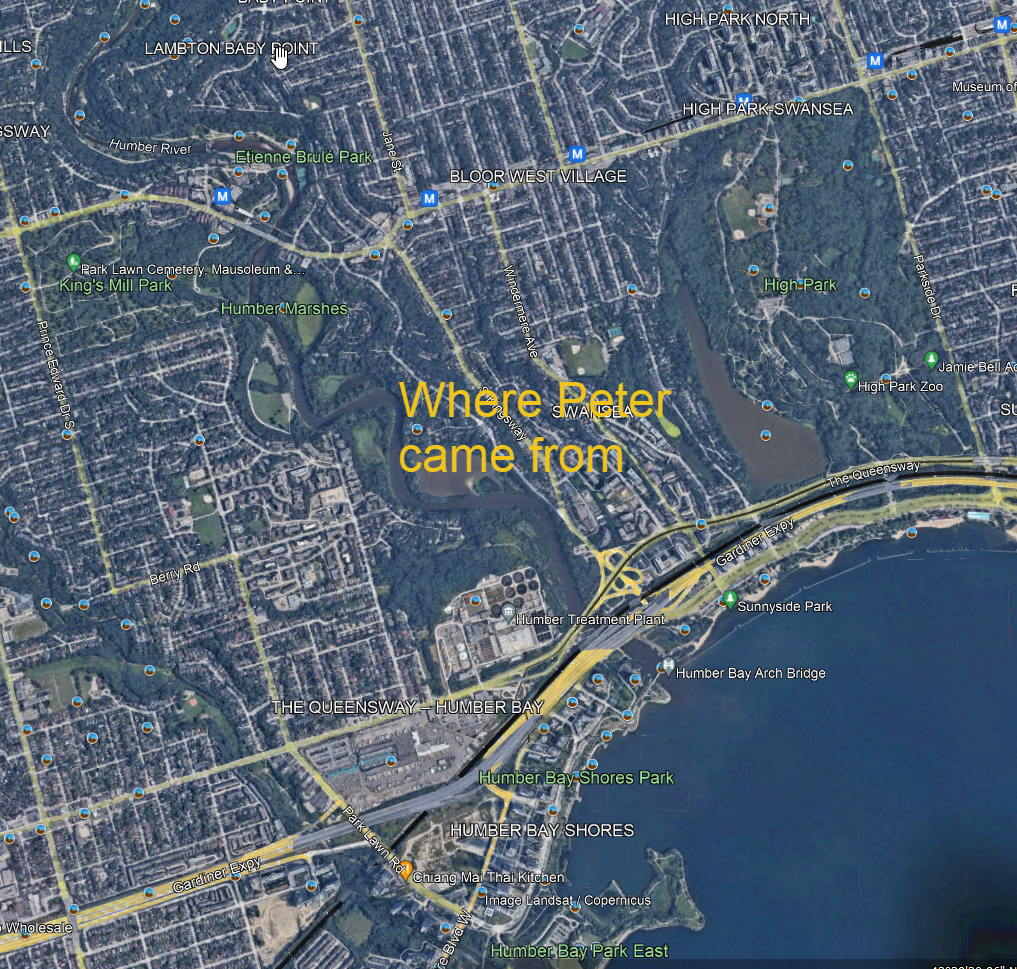 BABY POINT
HIGH PARK NORTH
M
LAMBTON BABY POINT
M
Museum of
M
HIGH PARK-SWANSEA
Humber River
Jane St
Etienne Brulé Park
M
BLOOR WEST VILLAGE
M
M
Park Lawn Cemetery, Mausoleum &...
King's Mill Park
Humber Marshes
Windermere Ave
High Park
Parkside Dr
Prince Edward Dr S
Jamie Bell Ad
High Park Zoo
Where Peter
came from
SWANSEA
The Queensway
Gardiner Expy
Berry Rd
Sunnyside Park
Humber Treatment Plant
Humber Bay Arch Bridge
THE QUEENSWAY – HUMBER BAY
Humber Bay Shores Park
HUMBER BAY SHORES
Park Lawn Rd
Gardiner Expy
Chiang Mai Thai Kitchen
Image Landsat / Copernicus
Wholesale
re Blvd W
Humber Bay Park East